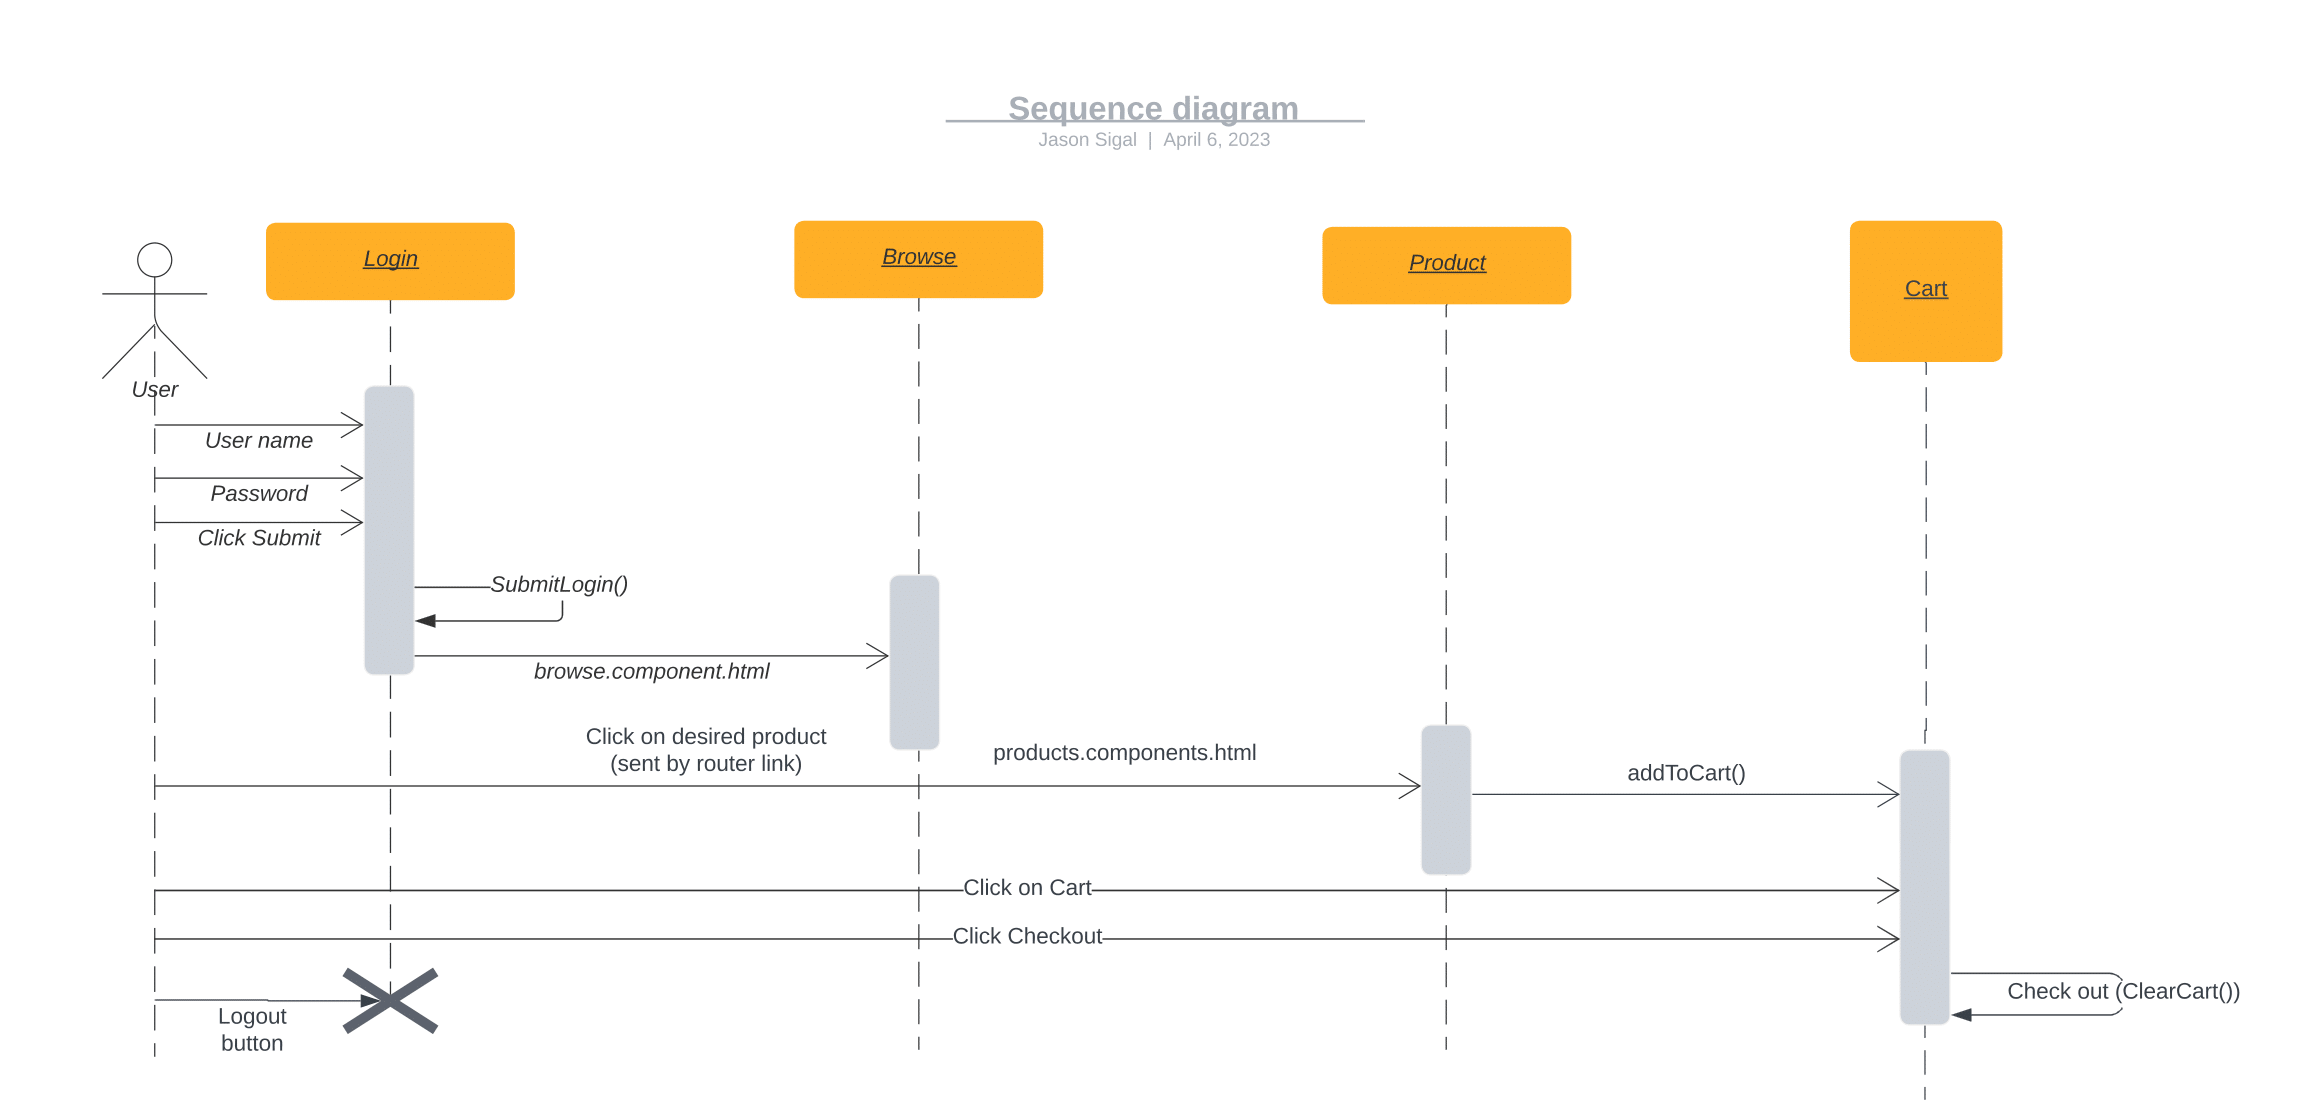 Sequence diagram
Jason Sigal | April 6, 2023
Login
Browse
Product
Cart
User
User name
Password
Click Submit
SubmitLogin()
browse.component.html
Click on desired product
(sent by router link)
products.components.html
addToCart()
Click on Cart
Click Checkout
Check out (ClearCart())
Logout
button